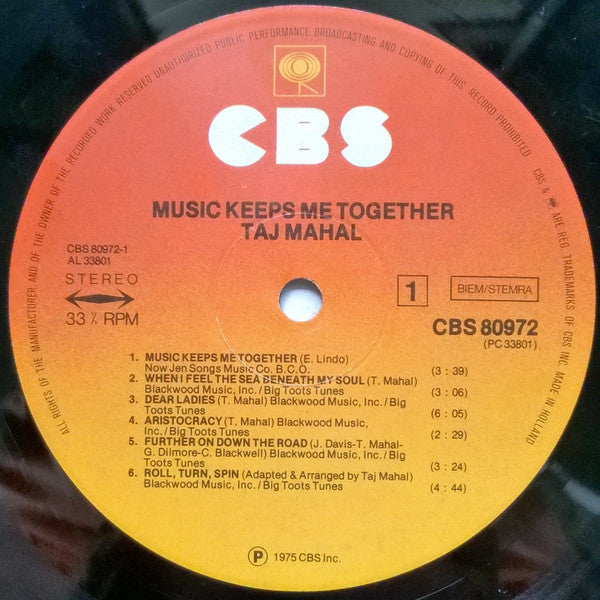 ALL RIGHTS OF THE MANUFACTURER AND OF THE OWNER OF THE RECORDED WORK RESERVED UNAUTHORIZED PUBLIC PERFORMANCE BROADCASTING AND COPYING OF THIS RECORD PROHIBITED CBS & ARE REG. TRADEMARKS OF CBS INC. MADE IN HOLLAND
CBS
MUSIC KEEPS ME TOGETHER
TAJ MAHAL
CBS 80972-1
AL 33801
STEREO
33 ⅓ RPM
1
BIEM/STEMRA
CBS 80972
(PC 33801)
1. MUSIC KEEPS ME TOGETHER (E. Lindo)
Now Jen Songs Music Co. B.C.O. (3 : 39)
2. WHEN I FEEL THE SEA BENEATH MY SOUL (T. Mahal)
Blackwood Music, Inc. / Big Toots Tunes (3 : 06)
3. DEAR LADIES (T. Mahal) Blackwood Music, Inc. / Big
Toots Tunes (6 : 05)
4. ARISTOCRACY (T. Mahal) Blackwood Music,
Inc. / Big Toots Tunes (2 : 29)
5. FURTHER ON DOWN THE ROAD (J. Davis-T. Mahal-
G. Dilmore-C. Blackwell) Blackwood Music, Inc. /
Big Toots Tunes (3 : 24)
6. ROLL, TURN, SPIN (Adapted & Arranged by Taj Mahal)
Blackwood Music, Inc. / Big Toots Tunes (4 : 44)
℗ 1975 CBS Inc.